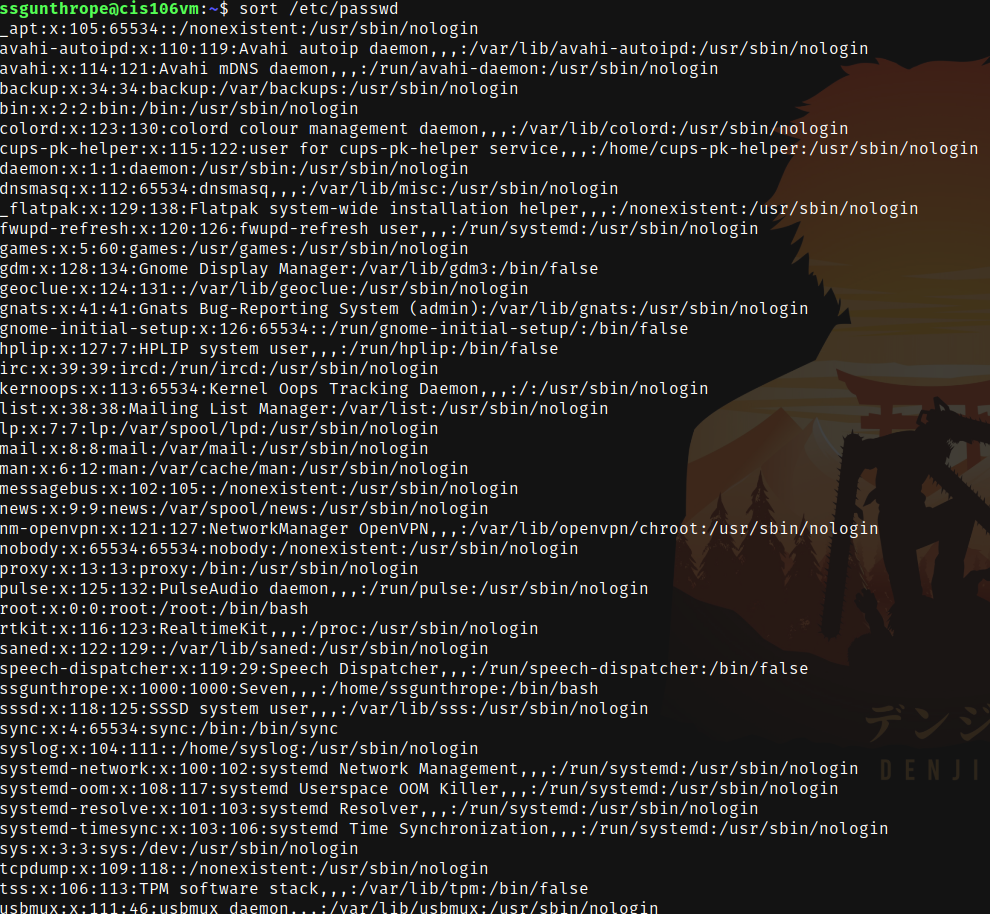 ssgunthrope@cis106vm:~$ sort /etc/passwd
_apt:x:105:65534::/nonexistent:/usr/sbin/nologin
avahi-autoipd:x:110:119:Avahi autoip daemon,,,:/var/lib/avahi-autoipd:/usr/sbin/nologin
avahi:x:114:121:Avahi mDNS daemon,,,:/run/avahi-daemon:/usr/sbin/nologin
backup:x:34:34:backup:/var/backups:/usr/sbin/nologin
bin:x:2:2:bin:/bin:/usr/sbin/nologin
colord:x:123:130:colord colour management daemon,,,:/var/lib/colord:/usr/sbin/nologin
cups-pk-helper:x:115:122:user for cups-pk-helper service,,,:/home/cups-pk-helper:/usr/sbin/nologin
daemon:x:1:1:daemon:/usr/sbin:/usr/sbin/nologin
dnsmasq:x:112:65534:dnsmasq,,,:/var/lib/misc:/usr/sbin/nologin
_flatpak:x:129:138:Flatpak system-wide installation helper,,,:/nonexistent:/usr/sbin/nologin
fwupd-refresh:x:120:126:fwupd-refresh user,,,:/run/systemd:/usr/sbin/nologin
games:x:5:60:games:/usr/games:/usr/sbin/nologin
gdm:x:128:134:Gnome Display Manager:/var/lib/gdm3:/bin/false
geoclue:x:124:131::/var/lib/geoclue:/usr/sbin/nologin
gnats:x:41:41:Gnats Bug-Reporting System (admin):/var/lib/gnats:/usr/sbin/nologin
gnome-initial-setup:x:126:65534::/run/gnome-initial-setup/:/bin/false
hplip:x:127:7:HPLIP system user,,,:/run/hplip:/bin/false
irc:x:39:39:ircd:/run/ircd:/usr/sbin/nologin
kernoops:x:113:65534:Kernel Oops Tracking Daemon,,,:/:/usr/sbin/nologin
list:x:38:38:Mailing List Manager:/var/list:/usr/sbin/nologin
lp:x:7:7:lp:/var/spool/lpd:/usr/sbin/nologin
mail:x:8:8:mail:/var/mail:/usr/sbin/nologin
man:x:6:12:man:/var/cache/man:/usr/sbin/nologin
messagebus:x:102:105::/nonexistent:/usr/sbin/nologin
news:x:9:9:news:/var/spool/news:/usr/sbin/nologin
nm-openvpn:x:121:127:NetworkManager OpenVPN,,,:/var/lib/openvpn/chroot:/usr/sbin/nologin
nobody:x:65534:65534:nobody:/nonexistent:/usr/sbin/nologin
proxy:x:13:13:proxy:/bin:/usr/sbin/nologin
pulse:x:125:132:PulseAudio daemon,,,:/run/pulse:/usr/sbin/nologin
root:x:0:0:root:/root:/bin/bash
rtkit:x:116:123:RealtimeKit,,,:/proc:/usr/sbin/nologin
saned:x:122:129::/var/lib/saned:/usr/sbin/nologin
speech-dispatcher:x:119:29:Speech Dispatcher,,,:/run/speech-dispatcher:/bin/false
ssgunthrope:x:1000:1000:Seven,,,:/home/ssgunthrope:/bin/bash
sssd:x:118:125:SSSD system user,,,:/var/lib/sss:/usr/sbin/nologin
sync:x:4:65534:sync:/bin:/bin/sync
syslog:x:104:111::/home/syslog:/usr/sbin/nologin
systemd-network:x:100:102:systemd Network Management,,,:/run/systemd:/usr/sbin/nologin
systemd-oom:x:108:117:systemd Userspace OOM Killer,,,:/run/systemd:/usr/sbin/nologin
systemd-resolve:x:101:103:systemd Resolver,,,:/run/systemd:/usr/sbin/nologin
systemd-timesync:x:103:106:systemd Time Synchronization,,,:/run/systemd:/usr/sbin/nologin
sys:x:3:3:sys:/dev:/usr/sbin/nologin
tcpdump:x:109:118::/nonexistent:/usr/sbin/nologin
tss:x:106:113:TPM software stack,,,:/var/lib/tpm:/bin/false
usbmux:x:111:46:usbmux daemon,,,:/var/lib/usbmux:/usr/sbin/nologin
デンジ
DENJI